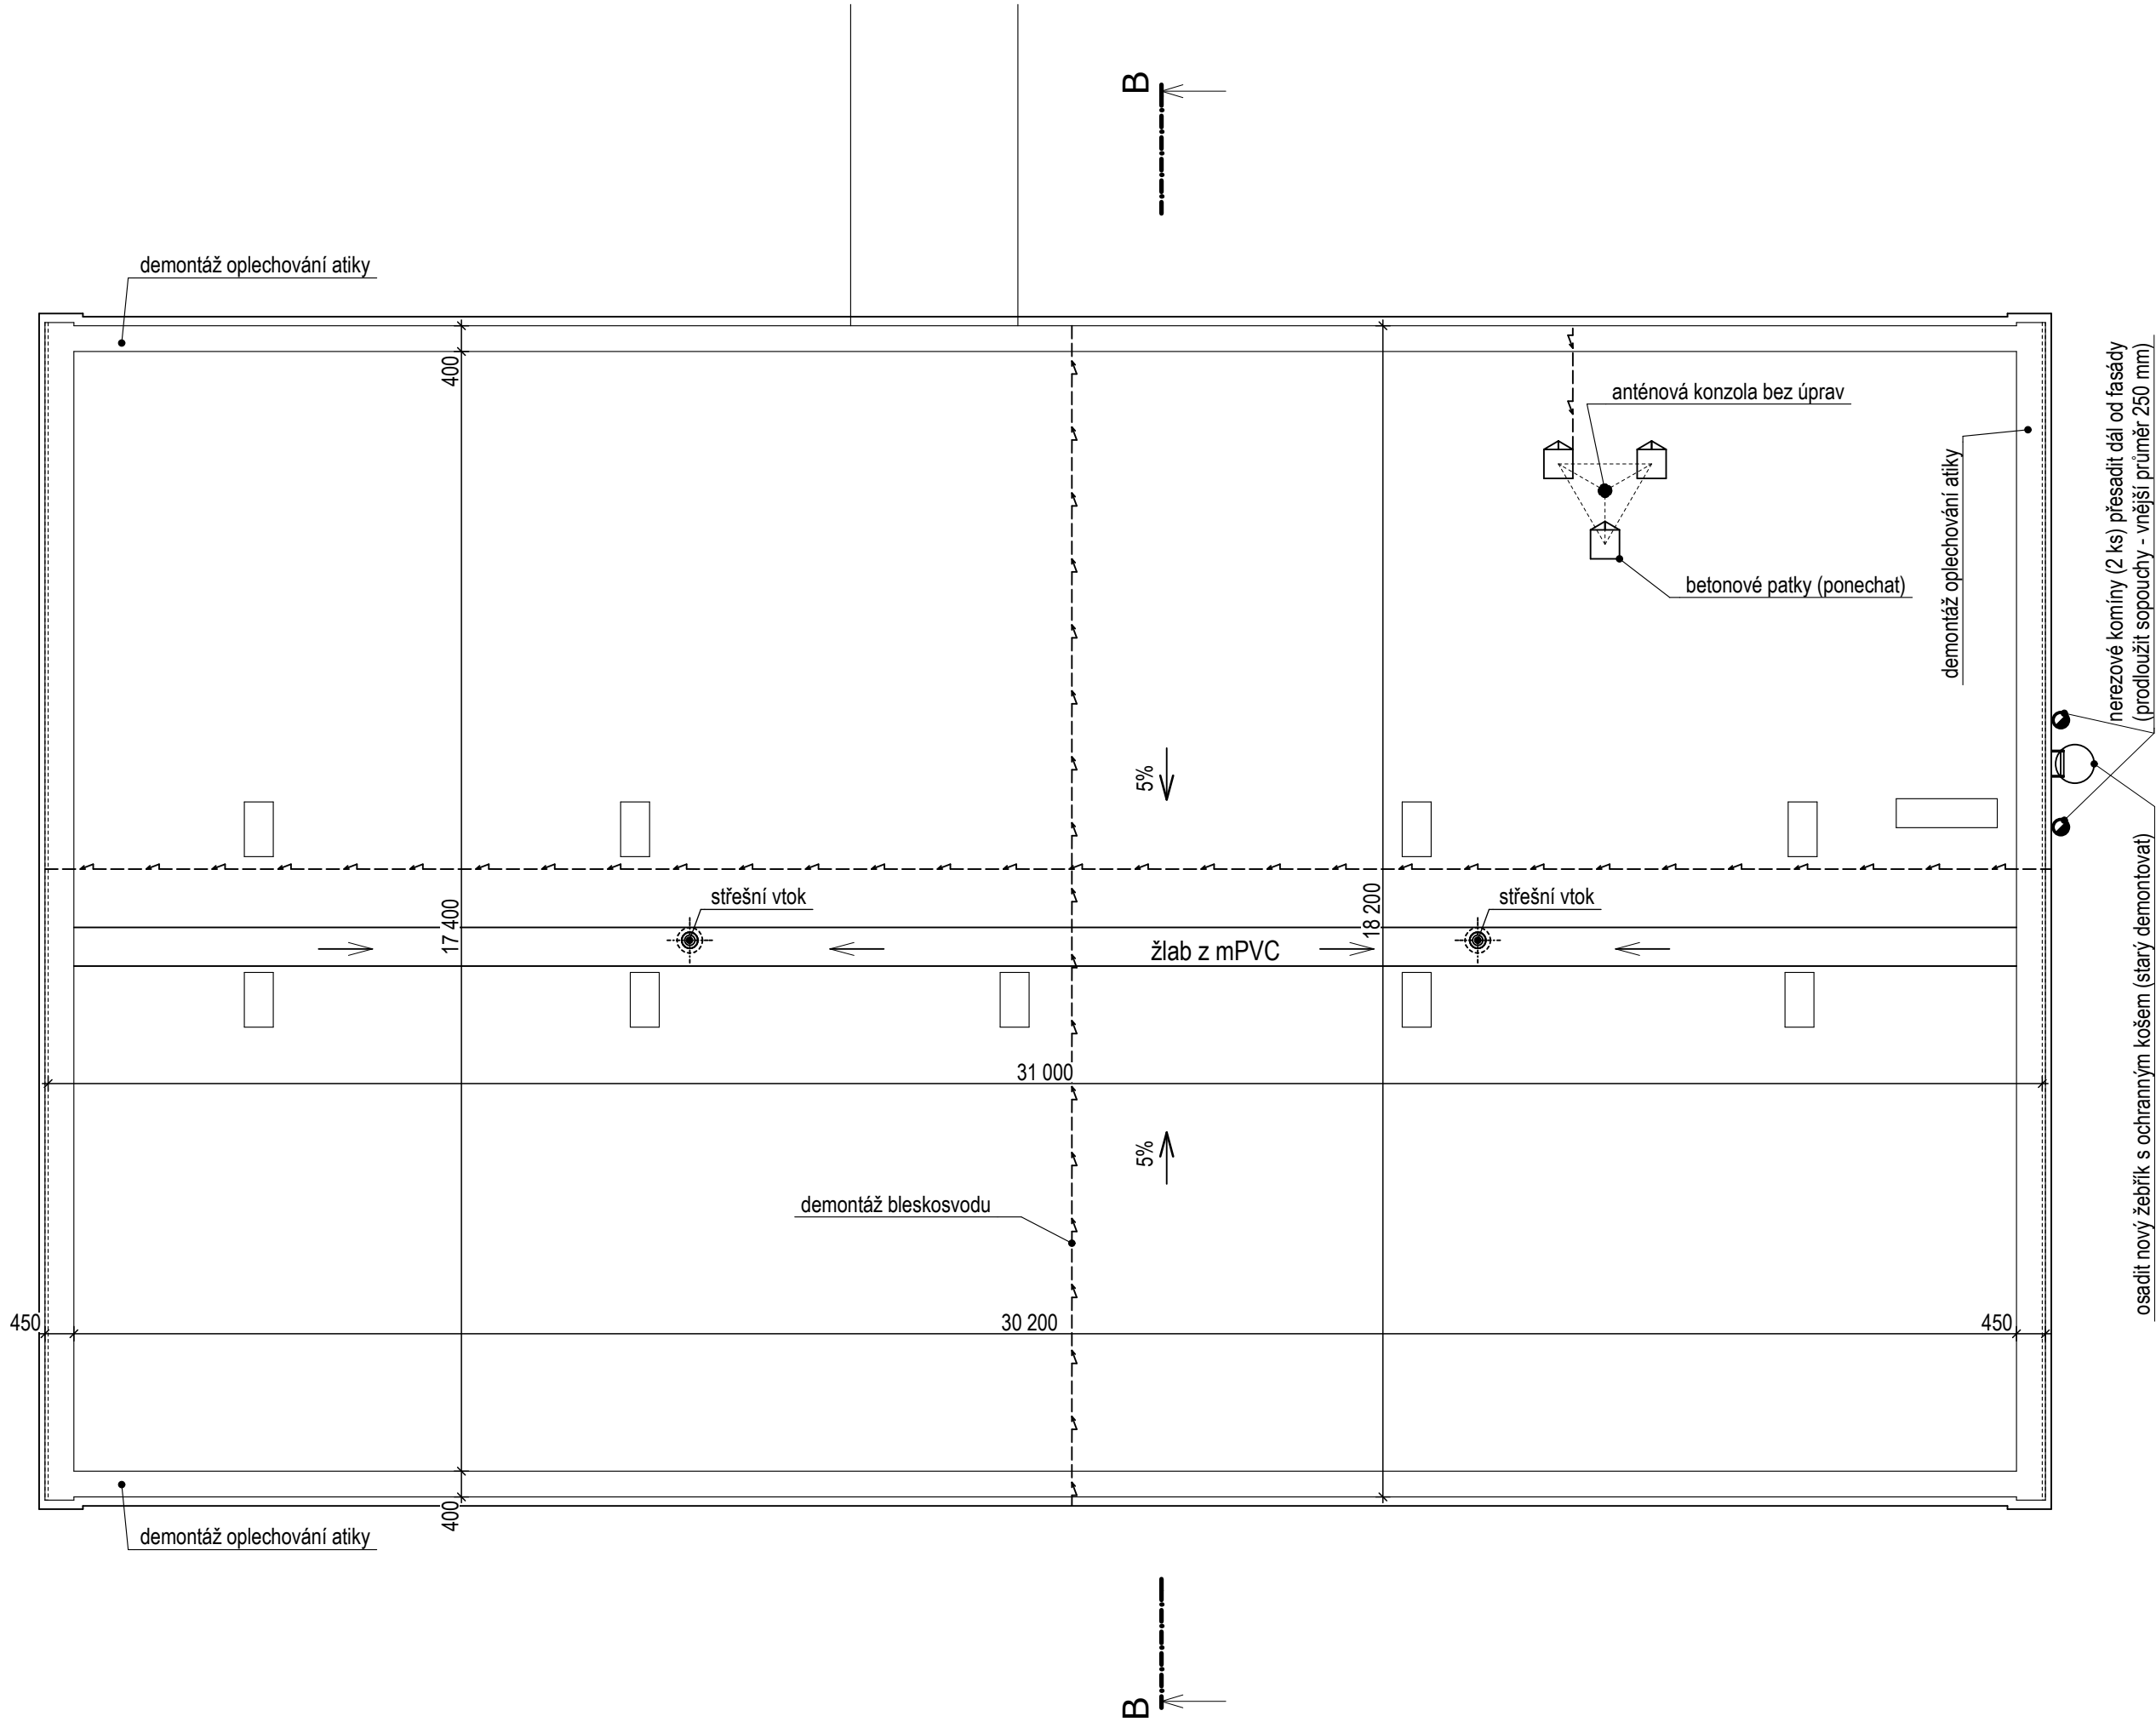 B
demontáž oplechování atiky
400
anténová konzola bez úprav
betonové patky (ponechat)
demontáž oplechování atiky
nerezové komíny (2 ks) přesadit dál od fasády
(prodloužit sopouchy - vnější průměr 250 mm)
5%
střešní vtok
střešní vtok
17 400
18 200
žlab z mPVC
osadit nový žebřík s ochranným košem (starý demontovat)
31 000
5%
demontáž bleskosvodu
450
30 200
450
400
demontáž oplechování atiky
B